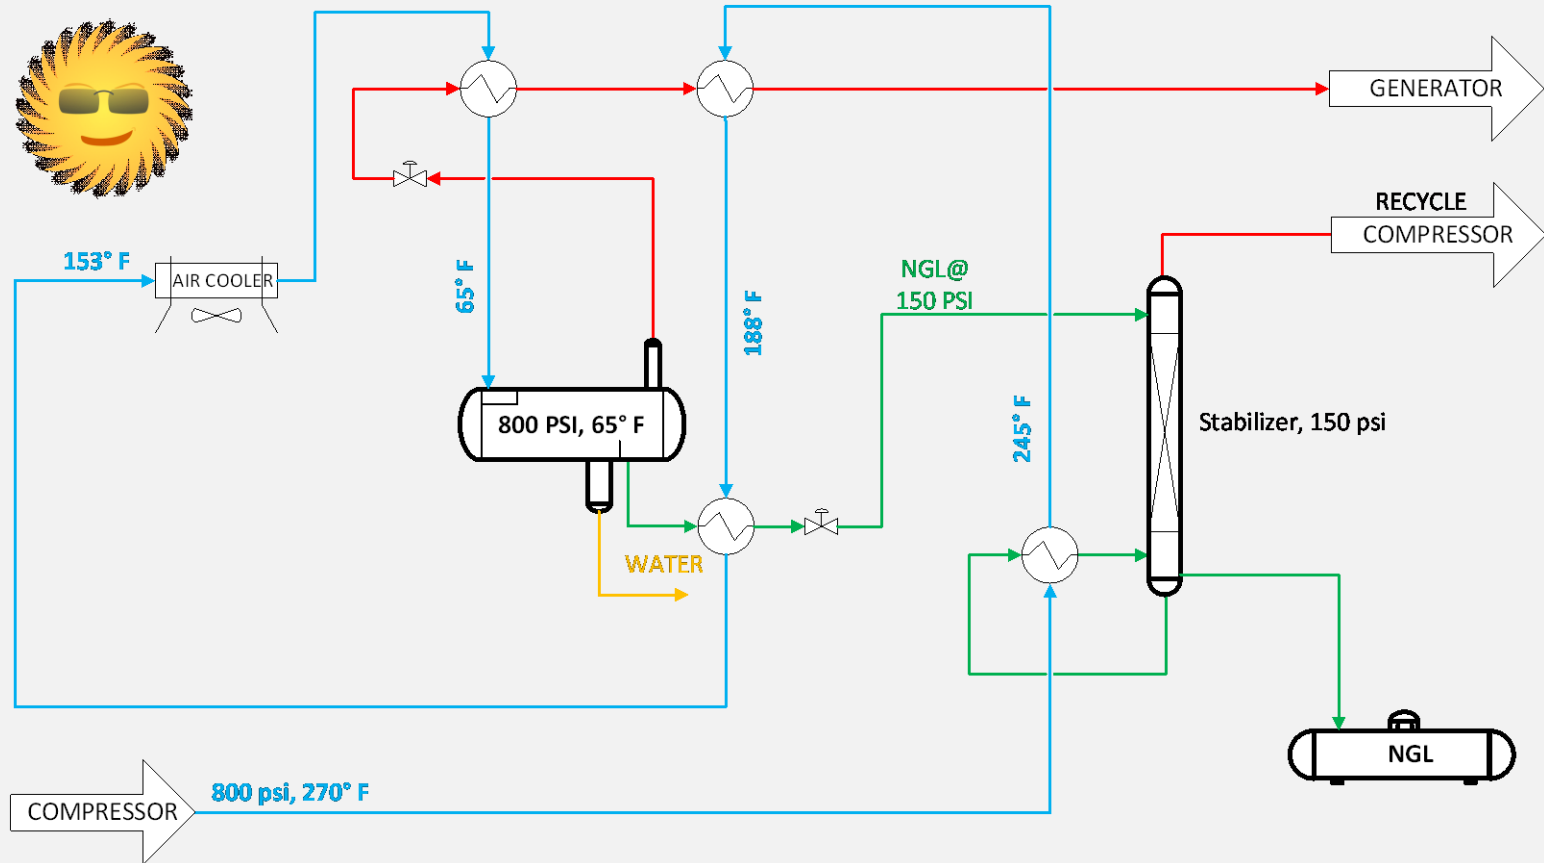 GENERATOR
RECYCLE
COMPRESSOR
153° F
AIR COOLER
65° F
188° F
NGL@
150 PSI
245° F
800 PSI, 65° F
Stabilizer, 150 psi
WATER
NGL
800 psi, 270° F
COMPRESSOR